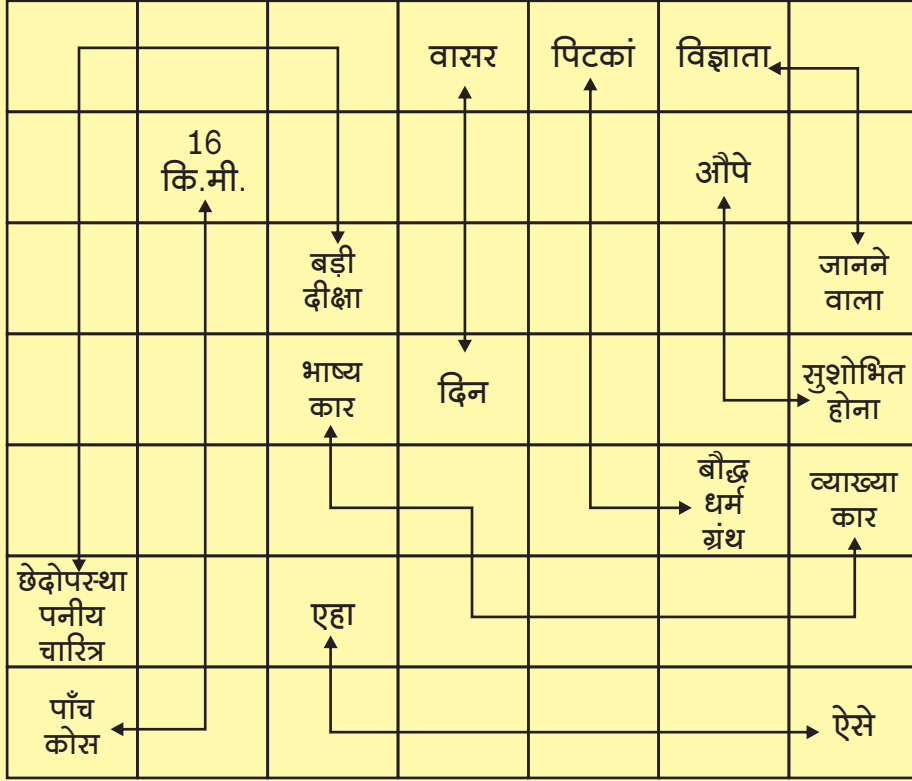 वासर
पिटकां
विज्ञाता
16
कि.मी.
औपे
बड़ी
दीक्षा
जानने
वाला
भाष्य
कार
दिन
सुशोभित
होना
बौद्ध
धर्म
ग्रंथ
व्याख्या
कार
छेदोपस्था
पनीय
चारित्र
एहा
पाँच
कोस
ऐसे